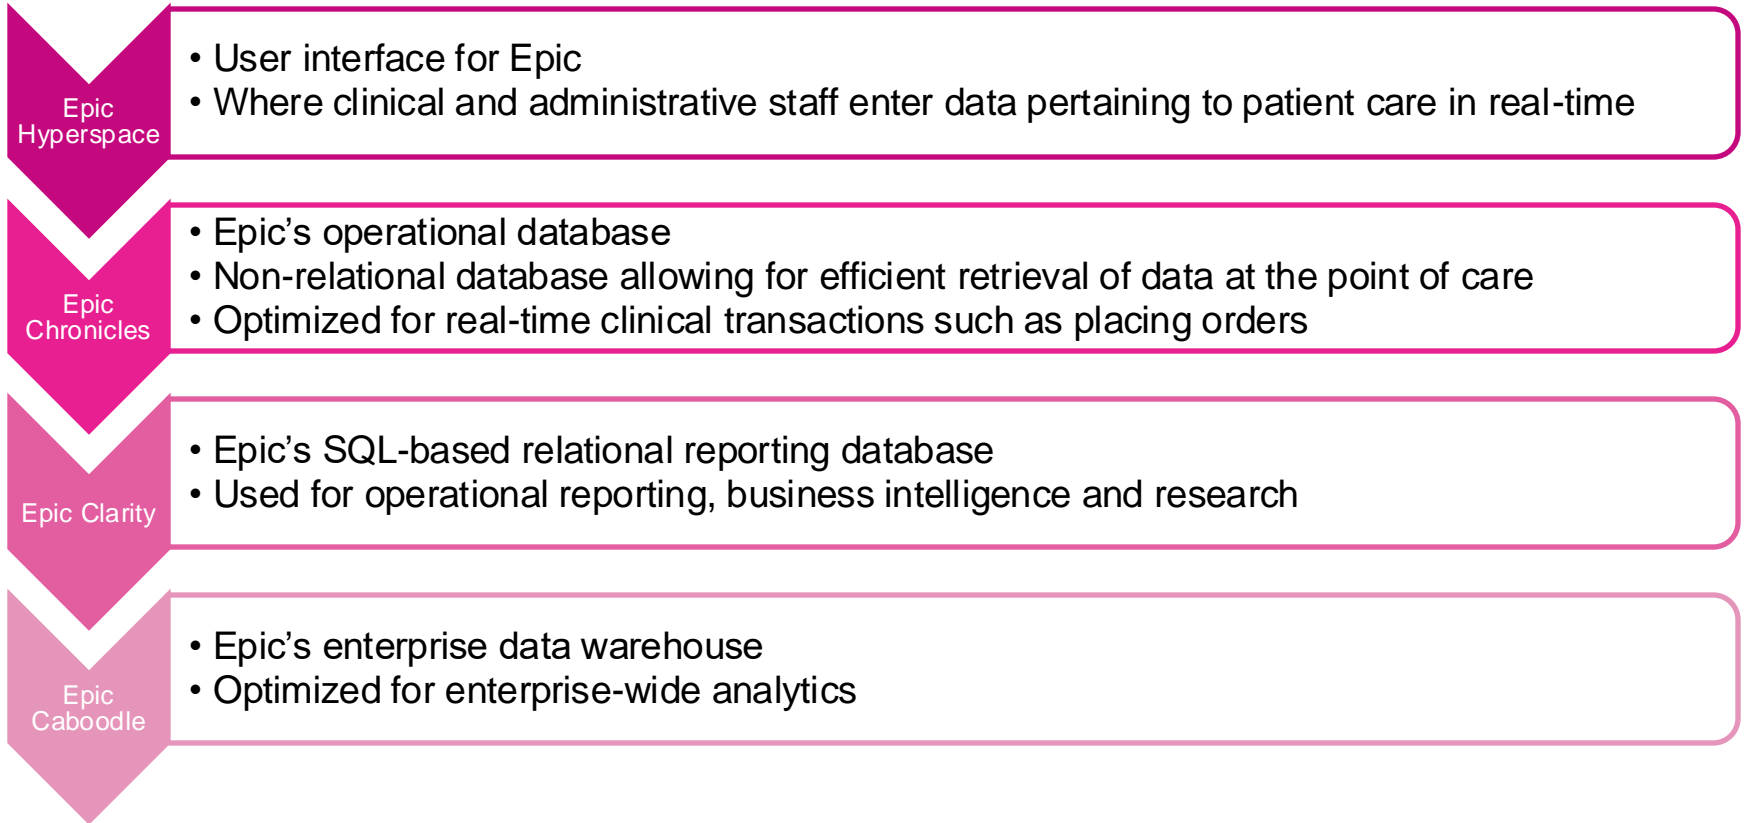 Epic
Hyperspace
• User interface for Epic
• Where clinical and administrative staff enter data pertaining to patient care in real-time
Epic
Chronicles
• Epic’s operational database
• Non-relational database allowing for efficient retrieval of data at the point of care
• Optimized for real-time clinical transactions such as placing orders
Epic Clarity
• Epic’s SQL-based relational reporting database
• Used for operational reporting, business intelligence and research
Epic
Caboodle
• Epic’s enterprise data warehouse
• Optimized for enterprise-wide analytics